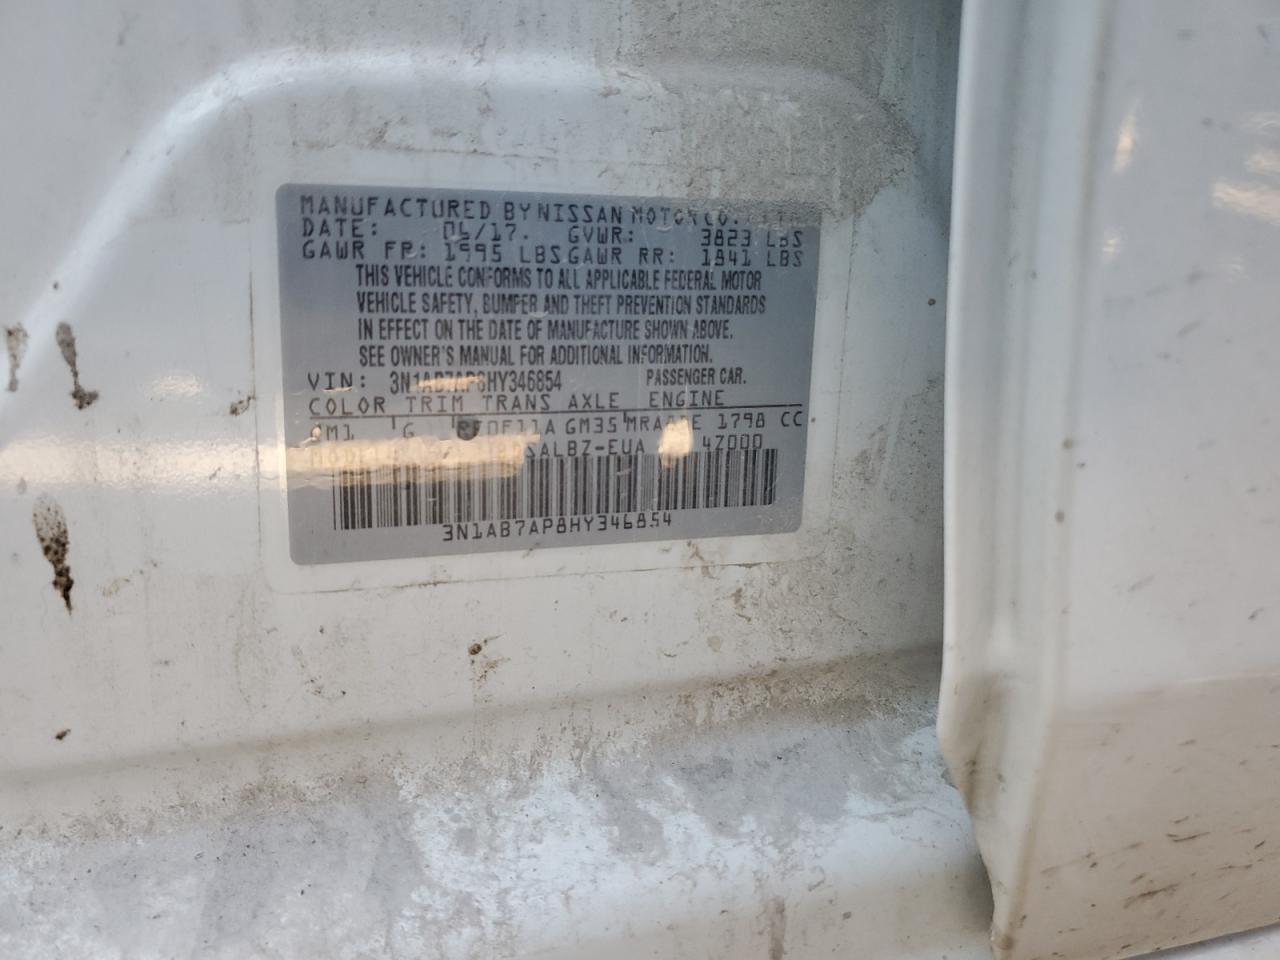 MANUFACTURED BY NISSAN MOTOR CO.
DATE: 06/17. GVWR: 3823 LBS
GAWR FR: 1995 LBS GAWR RR: 1841 LBS
THIS VEHICLE CONFORMS TO ALL APPLICABLE FEDERAL MOTOR
VEHICLE SAFETY, BUMPER AND THEFT PREVENTION STANDARDS
IN EFFECT ON THE DATE OF MANUFACTURE SHOWN ABOVE.
SEE OWNER'S MANUAL FOR ADDITIONAL INFORMATION.
VIN: 3N1AB7AP8HY346854 PASSENGER CAR.
COLOR TRIM TRANS AXLE ENGINE
G GM35 1798 CC
MODEL 4Z000
3N1AB7AP8HY346854